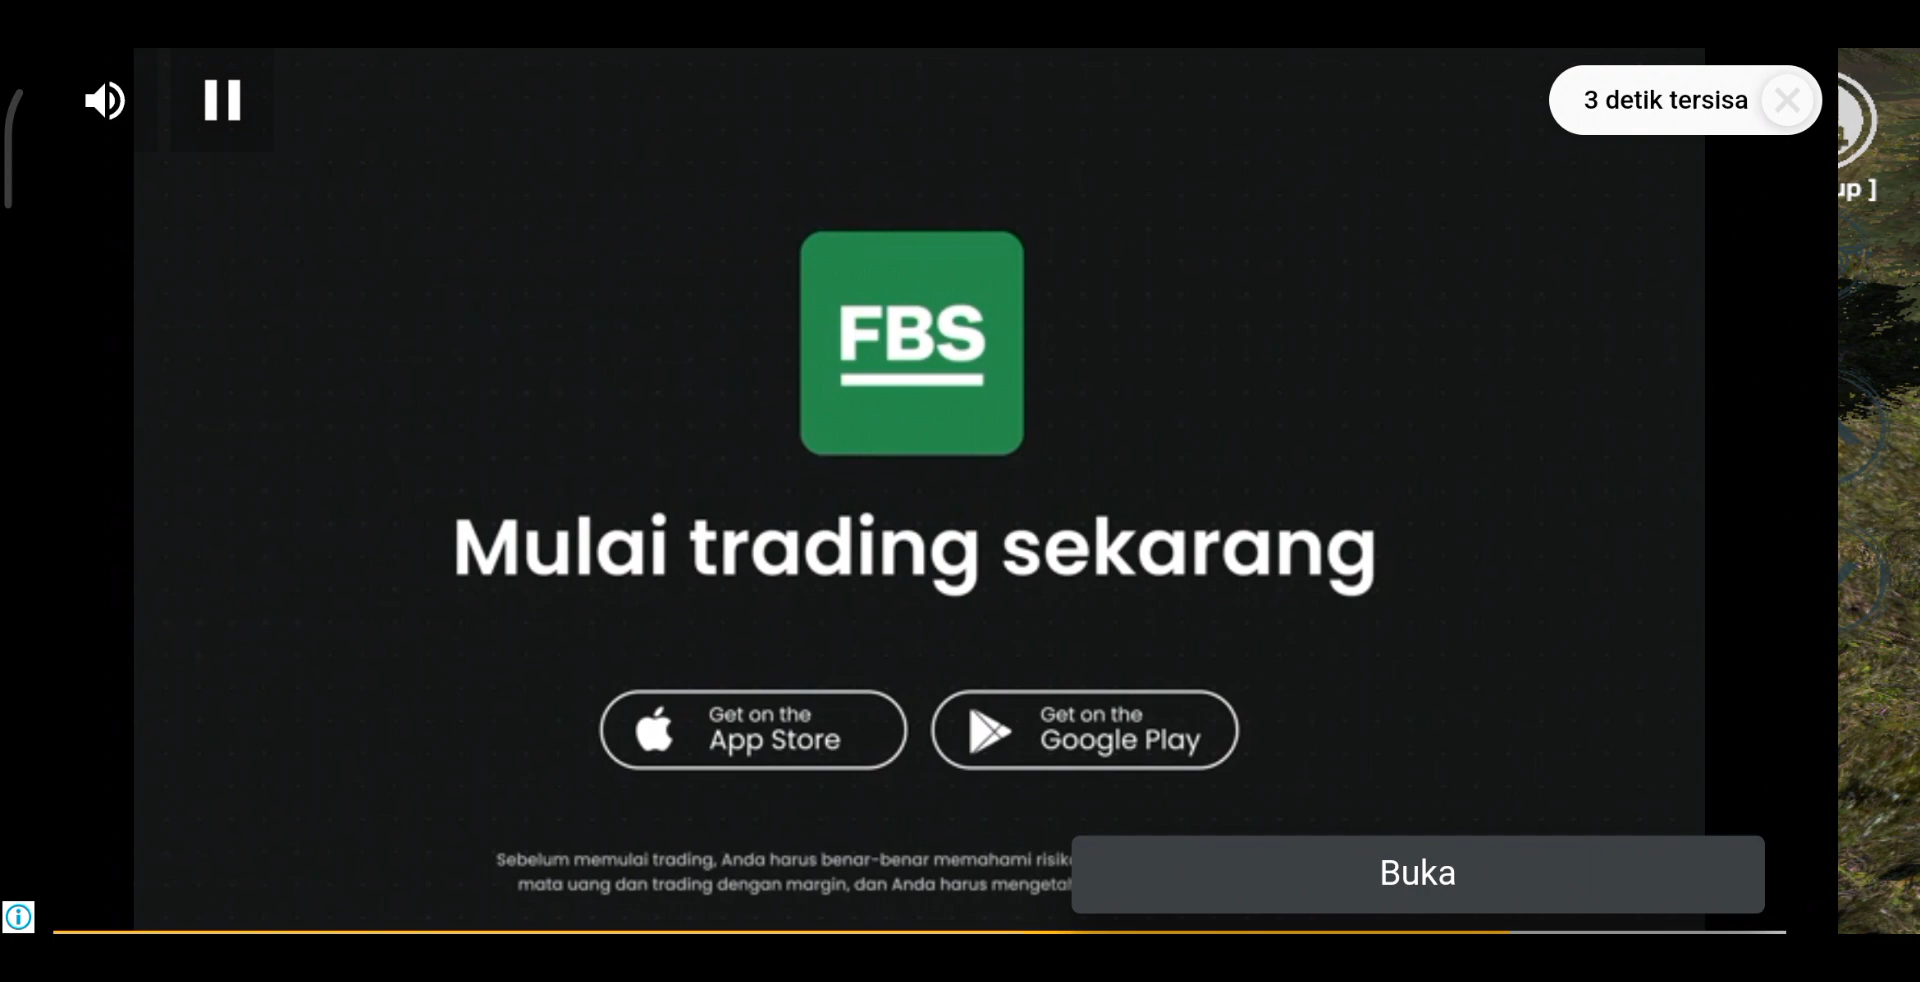 3 detik tersisa
up ]
FBS
Mulai trading sekarang
Get on the
App Store
Get on the
Google Play
Sebelum memulai trading, Anda harus benar-benar memahami
mata uang dan trading dengan margin, dan Anda harus
Buka